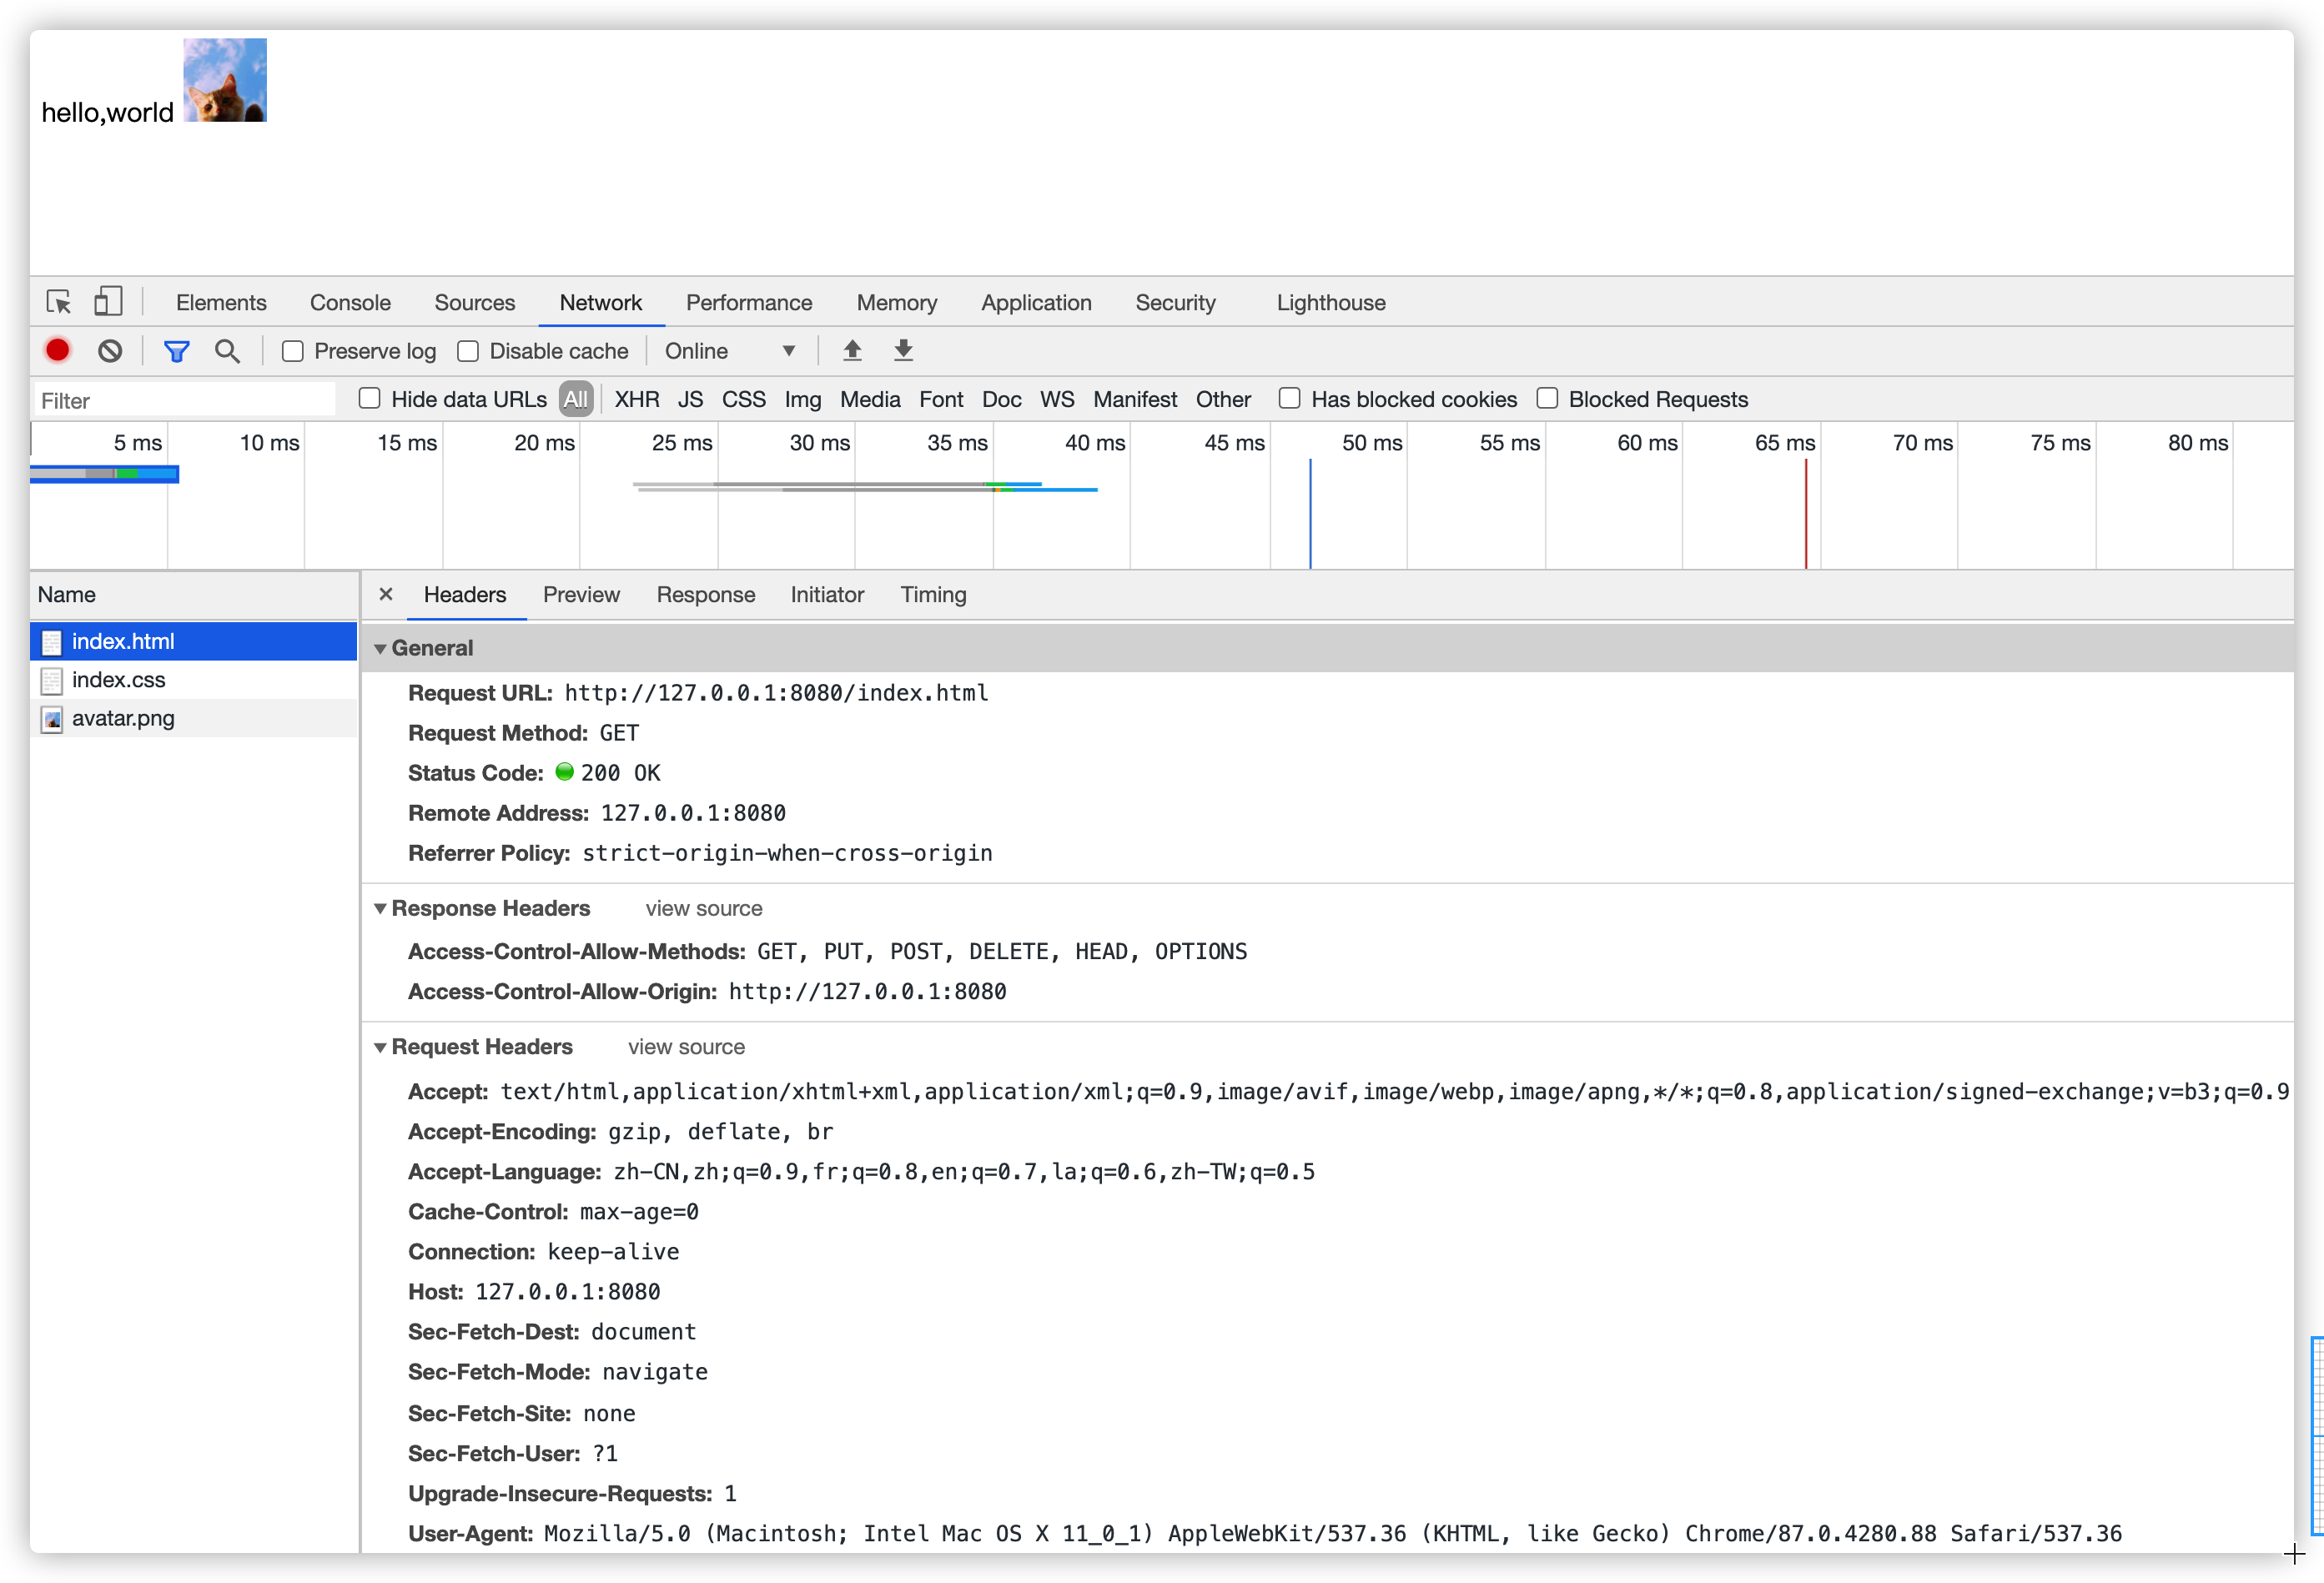 hello,world
Elements Console Sources Network Performance Memory Application Security Lighthouse
Preserve log Disable cache Online
Filter Hide data URLs All XHR JS CSS Img Media Font Doc WS Manifest Other Has blocked cookies Blocked Requests
5 ms 10 ms 15 ms 20 ms 25 ms 30 ms 35 ms 40 ms 45 ms 50 ms 55 ms 60 ms 65 ms 70 ms 75 ms 80 ms
Name
index.html
index.css
avatar.png
× Headers Preview Response Initiator Timing
▼ General
Request URL: http://127.0.0.1:8080/index.html
Request Method: GET
Status Code: 200 OK
Remote Address: 127.0.0.1:8080
Referrer Policy: strict-origin-when-cross-origin
▼ Response Headers view source
Access-Control-Allow-Methods: GET, PUT, POST, DELETE, HEAD, OPTIONS
Access-Control-Allow-Origin: http://127.0.0.1:8080
▼ Request Headers view source
Accept: text/html,application/xhtml+xml,application/xml;q=0.9,image/avif,image/webp,image/apng,*/*;q=0.8,application/signed-exchange;v=b3;q=0.9
Accept-Encoding: gzip, deflate, br
Accept-Language: zh-CN,zh;q=0.9,fr;q=0.8,en;q=0.7,la;q=0.6,zh-TW;q=0.5
Cache-Control: max-age=0
Connection: keep-alive
Host: 127.0.0.1:8080
Sec-Fetch-Dest: document
Sec-Fetch-Mode: navigate
Sec-Fetch-Site: none
Sec-Fetch-User: ?1
Upgrade-Insecure-Requests: 1
User-Agent: Mozilla/5.0 (Macintosh; Intel Mac OS X 11_0_1) AppleWebKit/537.36 (KHTML, like Gecko) Chrome/87.0.4280.88 Safari/537.36